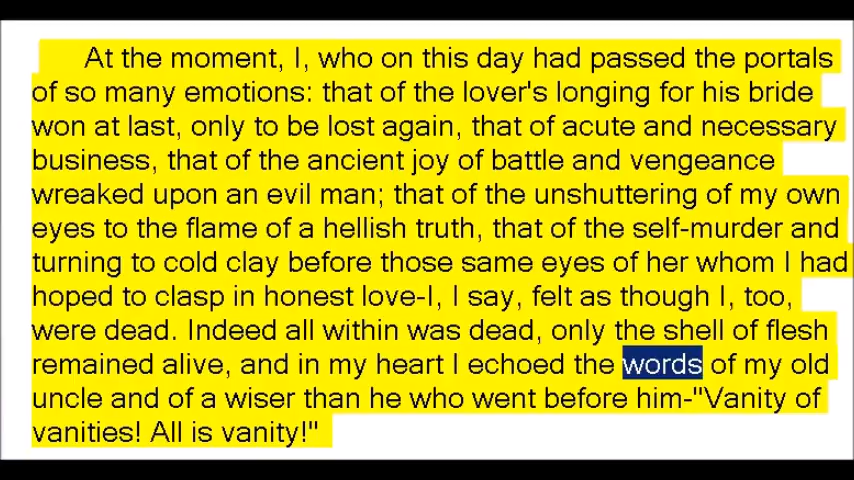 At the moment, I, who on this day had passed the portals
of so many emotions: that of the lover's longing for his bride
won at last, only to be lost again, that of acute and necessary
business, that of the ancient joy of battle and vengeance
wreaked upon an evil man; that of the unshuttering of my own
eyes to the flame of a hellish truth, that of the self-murder and
turning to cold clay before those same eyes of her whom I had
hoped to clasp in honest love-I, I say, felt as though I, too,
were dead. Indeed all within was dead, only the shell of flesh
remained alive, and in my heart I echoed the words of my old
uncle and of a wiser than he who went before him-"Vanity of
vanities! All is vanity!"